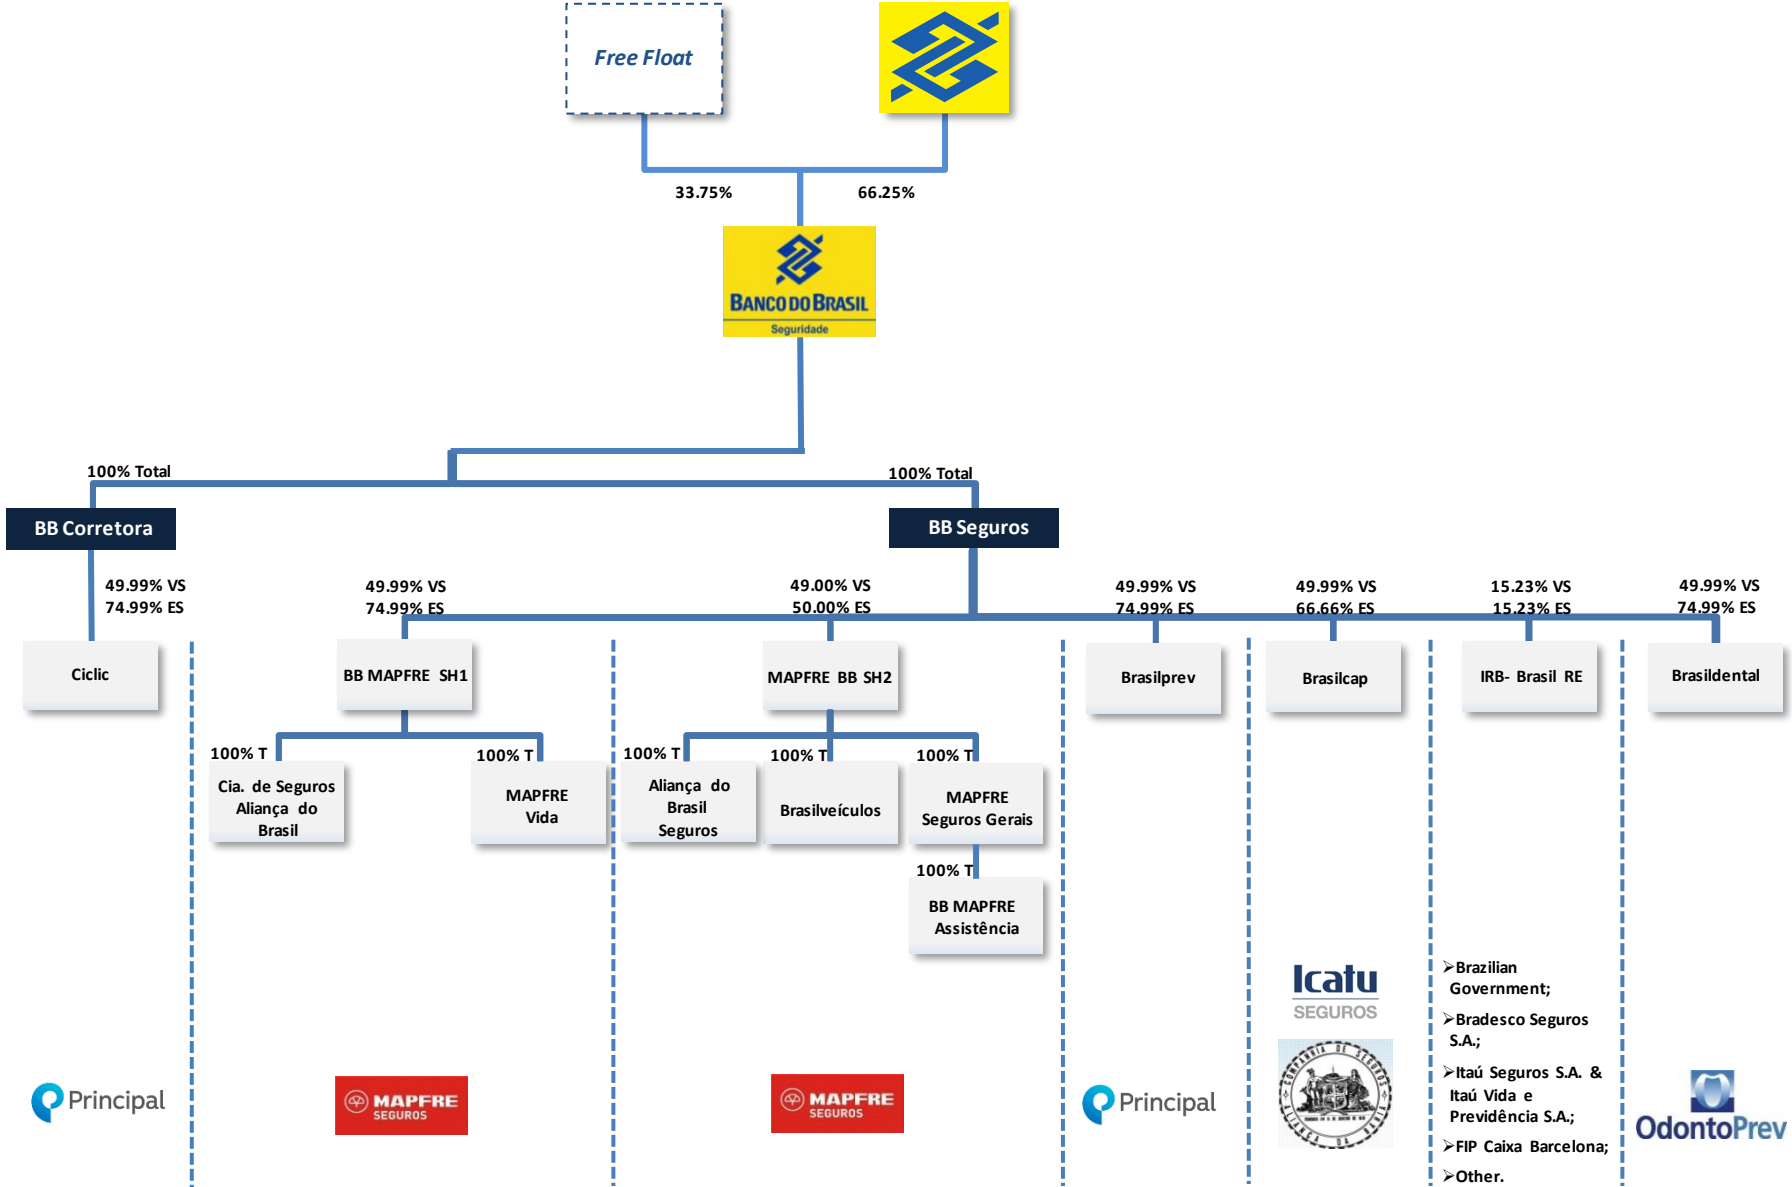 Free Float
33.75%
66.25%
BANCO DO BRASIL
Seguridade
100% Total
100% Total
BB Corretora
BB Seguros
49.99% VS
74.99% ES
49.99% VS
74.99% ES
49.00% VS
50.00% ES
49.99% VS
74.99% ES
49.99% VS
66.66% ES
15.23% VS
15.23% ES
49.99% VS
74.99% ES
Ciclic
BB MAPFRE SH1
MAPFRE BB SH2
Brasilprev
Brasilcap
IRB- Brasil RE
Brasildental
100% T
100% T
100% T
100% T
100% T
Cia. de Seguros
Aliança do
Brasil
MAPFRE
Vida
Aliança do
Brasil
Seguros
Brasilveículos
MAPFRE
Seguros Gerais
100% T
BB MAPFRE
Assistência
Principal
MAPFRE
SEGUROS
MAPFRE
SEGUROS
Principal
Icatu
SEGUROS
COMPANHIA DE SEGUROS
ALIANÇA DA BAHIA
➢Brazilian
Government;
➢Bradesco Seguros
S.A.;
➢Itaú Seguros S.A. &
Itaú Vida e
Previdência S.A.;
➢FIP Caixa Barcelona;
➢Other.
OdontoPrev